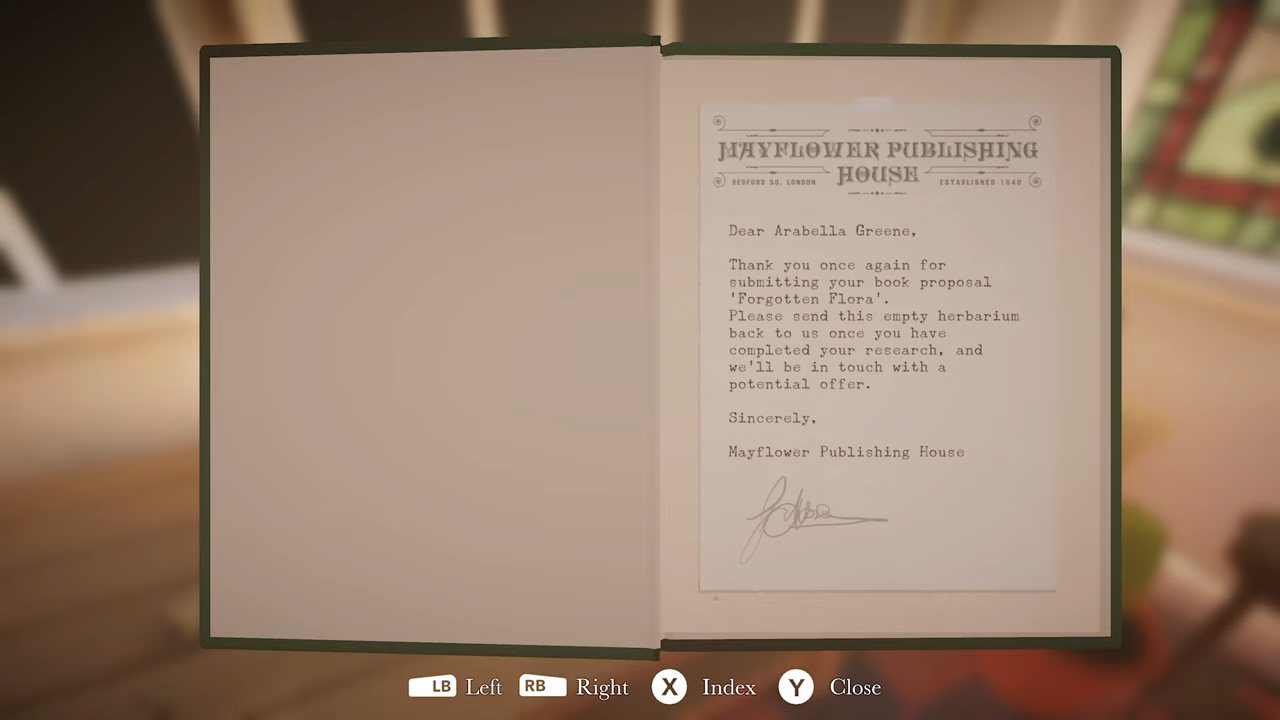 MAYFLOWER PUBLISHING
HOUSE
BEDFORD SQ. LONDON
ESTABLISHED 1840
Dear Arabella Greene,
Thank you once again for
submitting your book proposal
'Forgotten Flora'.
Please send this empty herbarium
back to us once you have
completed your research, and
we'll be in touch with a
potential offer.
Sincerely,
Mayflower Publishing House
LB Left RB Right X Index Y Close